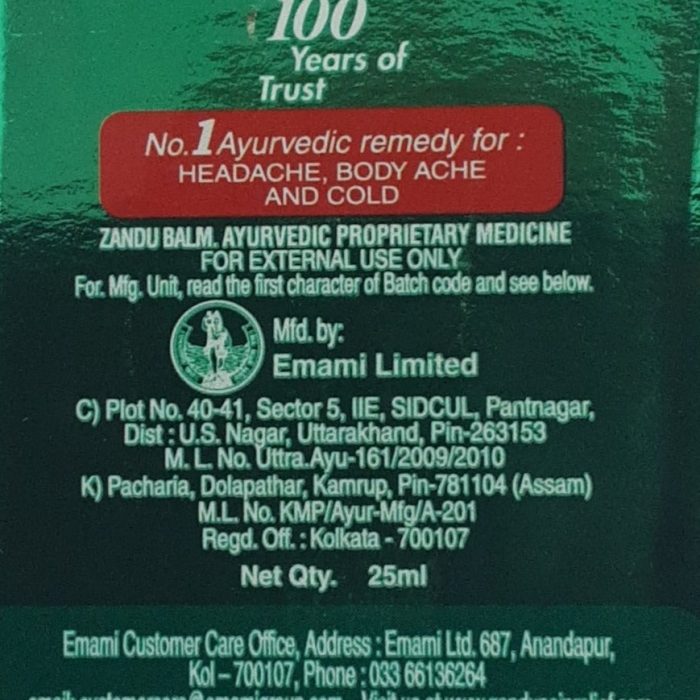 100
Years of
Trust
No.1 Ayurvedic remedy for :
HEADACHE, BODY ACHE
AND COLD
ZANDU BALM. AYURVEDIC PROPRIETARY MEDICINE
FOR EXTERNAL USE ONLY
For. Mfg. Unit, read the first character of Batch code and see below.
Mfd. by:
Emami Limited
C) Plot No. 40-41, Sector 5, IIE, SIDCUL, Pantnagar,
Dist : U.S. Nagar, Uttarakhand, Pin-263153
M. L. No. Uttra.Ayu-161/2009/2010
K) Pacharia, Dolapathar, Kamrup, Pin-781104 (Assam)
M.L. No. KMP/Ayur-Mfg/A-201
Regd. Off. : Kolkata - 700107
Net Qty. 25ml
Emami Customer Care Office, Address : Emami Ltd. 687, Anandapur,
Kol – 700107, Phone : 033 66136264